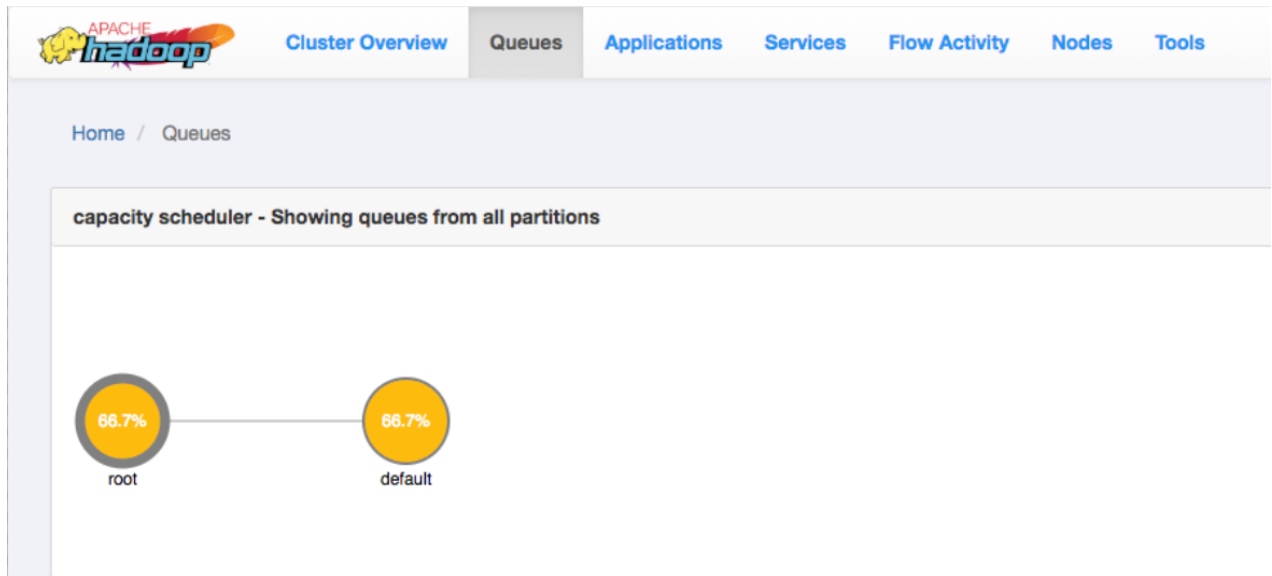 APACHE
hadoop
Cluster Overview Queues Applications Services Flow Activity Nodes Tools
Home / Queues
capacity scheduler - Showing queues from all partitions
66.7% 66.7%
root default